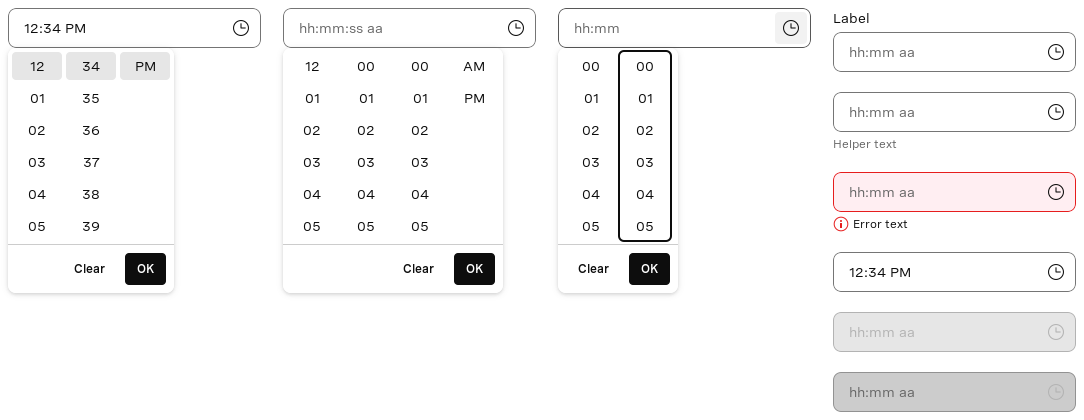 12:34 PM
12 34 PM
01 35
02 36
03 37
04 38
05 39
Clear OK
hh:mm:ss aa
12 00 00 AM
01 01 01 PM
02 02 02
03 03 03
04 04 04
05 05 05
Clear OK
hh:mm
00 00
01 01
02 02
03 03
04 04
05 05
Clear OK
Label
hh:mm aa
hh:mm aa
Helper text
hh:mm aa
Error text
12:34 PM
hh:mm aa
hh:mm aa